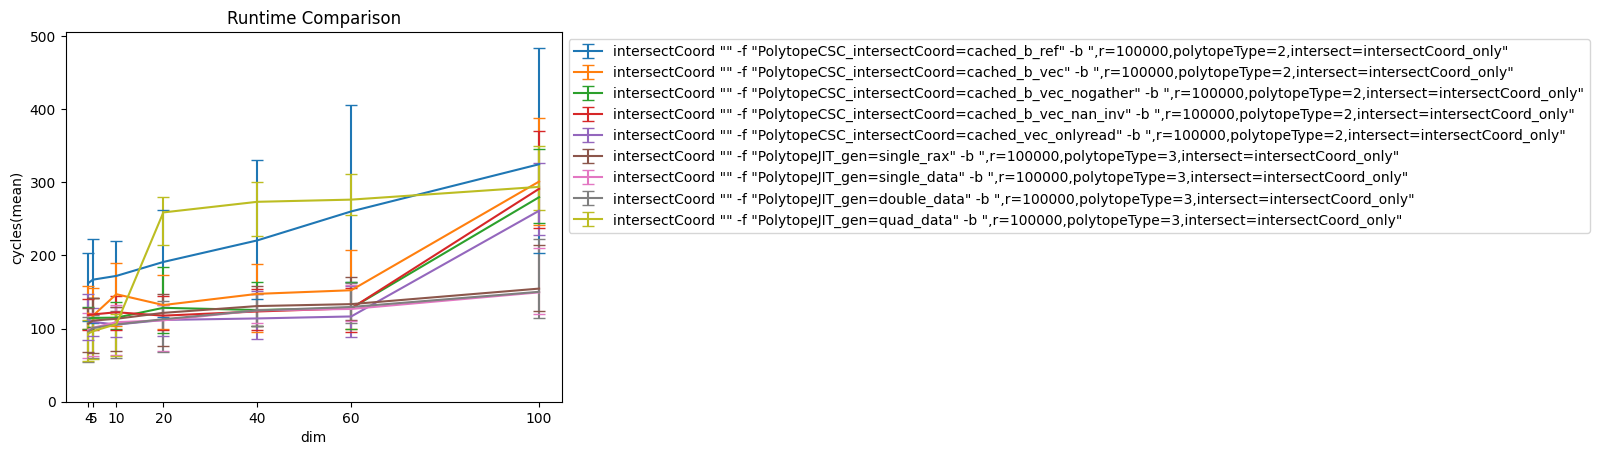 Runtime Comparison
500
400
300
200
100
0
cycles(mean)
4 5 10 20 40 60 100
dim
intersectCoord "" -f "PolytopeCSC_intersectCoord=cached_b_ref" -b ",r=100000,polytopeType=2,intersect=intersectCoord_only"
intersectCoord "" -f "PolytopeCSC_intersectCoord=cached_b_vec" -b ",r=100000,polytopeType=2,intersect=intersectCoord_only"
intersectCoord "" -f "PolytopeCSC_intersectCoord=cached_b_vec_nogather" -b ",r=100000,polytopeType=2,intersect=intersectCoord_only"
intersectCoord "" -f "PolytopeCSC_intersectCoord=cached_b_vec_nan_inv" -b ",r=100000,polytopeType=2,intersect=intersectCoord_only"
intersectCoord "" -f "PolytopeCSC_intersectCoord=cached_vec_onlyread" -b ",r=100000,polytopeType=2,intersect=intersectCoord_only"
intersectCoord "" -f "PolytopeJIT_gen=single_rax" -b ",r=100000,polytopeType=3,intersect=intersectCoord_only"
intersectCoord "" -f "PolytopeJIT_gen=single_data" -b ",r=100000,polytopeType=3,intersect=intersectCoord_only"
intersectCoord "" -f "PolytopeJIT_gen=double_data" -b ",r=100000,polytopeType=3,intersect=intersectCoord_only"
intersectCoord "" -f "PolytopeJIT_gen=quad_data" -b ",r=100000,polytopeType=3,intersect=intersectCoord_only"